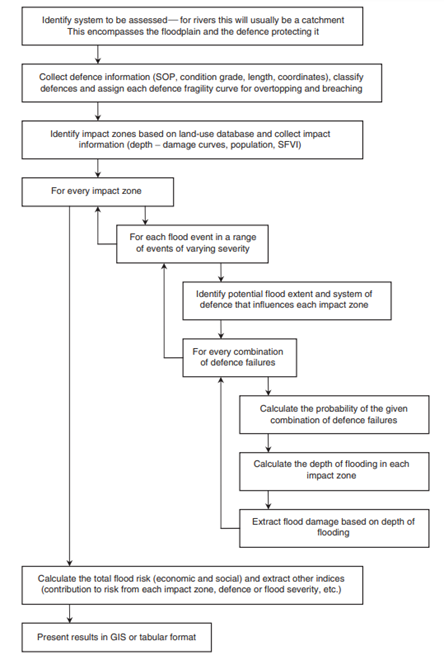 Identify system to be assessed—for rivers this will usually be a catchment
This encompasses the floodplain and the defence protecting it
Collect defence information (SOP, condition grade, length, coordinates), classify
defences and assign each defence fragility curve for overtopping and breaching
Identify impact zones based on land-use database and collect impact
information (depth – damage curves, population, SFVI)
For every impact zone
For each flood event in a range
of events of varying severity
Identify potential flood extent and system of
defence that influences each impact zone
For every combination
of defence failures
Calculate the probability of the given
combination of defence failures
Calculate the depth of flooding in each
impact zone
Extract flood damage based on depth of
flooding
Calculate the total flood risk (economic and social) and extract other indices
(contribution to risk from each impact zone, defence or flood severity, etc.)
Present results in GIS or tabular format